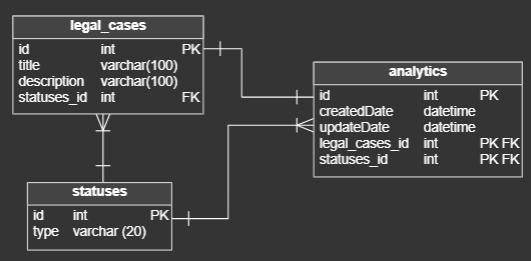 legal_cases
id int PK
title varchar(100)
description varchar(100)
statuses_id int FK
analytics
id int PK
createdDate datetime
updateDate datetime
legal_cases_id int PK FK
statuses_id int PK FK
statuses
id int PK
type varchar (20)